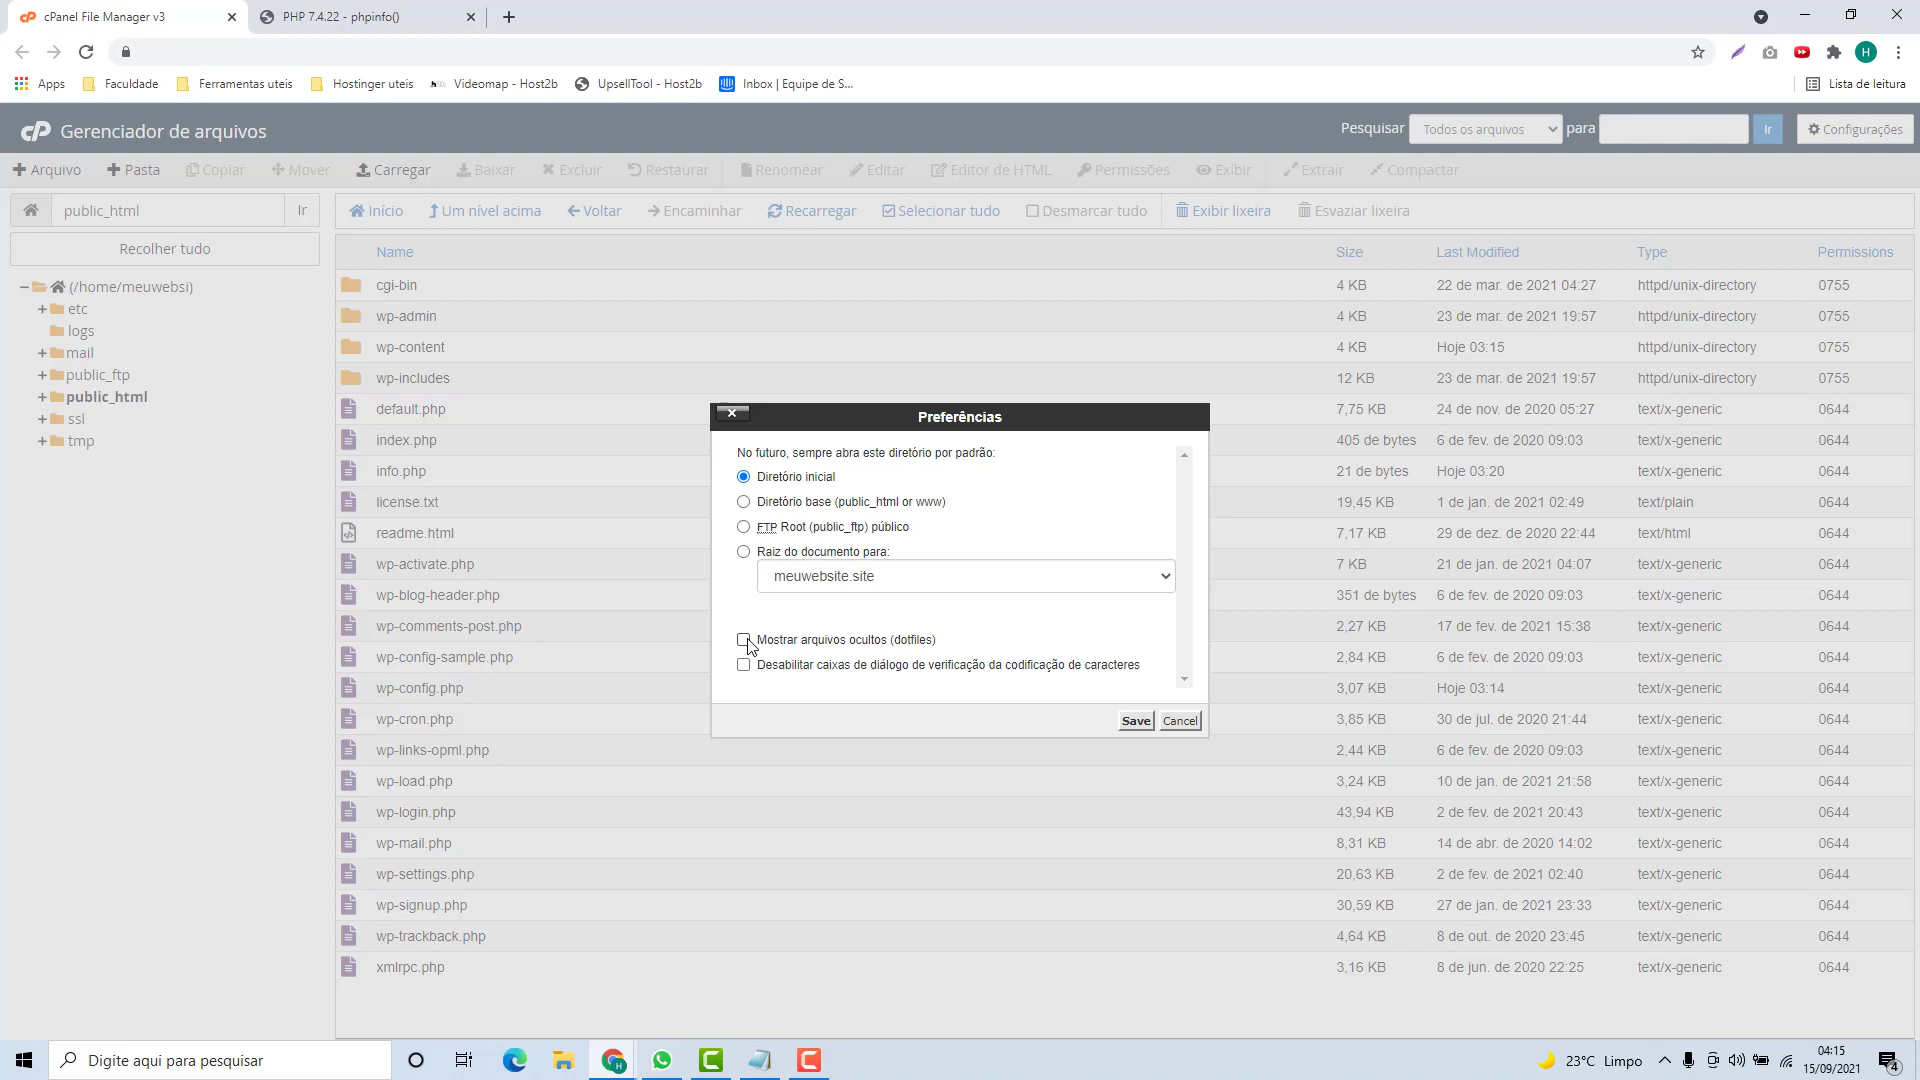 cPanel File Manager v3
PHP 7.4.22 - phpinfo()
H
Apps
Faculdade
Ferramentas uteis
Hostinger uteis
Videomap - Host2b
UpsellTool - Host2b
Inbox | Equipe de S...
Lista de leitura
cP Gerenciador de arquivos
Pesquisar
Todos os arquivos
para
Ir
Configurações
Arquivo
Pasta
Copiar
Mover
Carregar
Baixar
Excluir
Restaurar
Renomear
Editar
Editor de HTML
Permissões
Exibir
Extrair
Compactar
public_html
Ir
Início
Um nível acima
Voltar
Encaminhar
Recarregar
Selecionar tudo
Desmarcar tudo
Exibir lixeira
Esvaziar lixeira
Recolher tudo
(/home/meuwebsi)
etc
logs
mail
public_ftp
public_html
ssl
tmp
Name Size Last Modified Type Permissions
cgi-bin 4 KB 22 de mar. de 2021 04:27 httpd/unix-directory 0755
wp-admin 4 KB 23 de mar. de 2021 19:57 httpd/unix-directory 0755
wp-content 4 KB Hoje 03:15 httpd/unix-directory 0755
wp-includes 12 KB 23 de mar. de 2021 19:57 httpd/unix-directory 0755
default.php 7,75 KB 24 de nov. de 2020 05:27 text/x-generic 0644
index.php 405 de bytes 6 de fev. de 2020 09:03 text/x-generic 0644
info.php 21 de bytes Hoje 03:20 text/x-generic 0644
license.txt 19,45 KB 1 de jan. de 2021 02:49 text/plain 0644
readme.html 7,17 KB 29 de dez. de 2020 22:44 text/html 0644
wp-activate.php 7 KB 21 de jan. de 2021 04:07 text/x-generic 0644
wp-blog-header.php 351 de bytes 6 de fev. de 2020 09:03 text/x-generic 0644
wp-comments-post.php 2,27 KB 17 de fev. de 2021 15:38 text/x-generic 0644
wp-config-sample.php 2,84 KB 6 de fev. de 2020 09:03 text/x-generic 0644
wp-config.php 3,07 KB Hoje 03:14 text/x-generic 0644
wp-cron.php 3,85 KB 30 de jul. de 2020 21:44 text/x-generic 0644
wp-links-opml.php 2,44 KB 6 de fev. de 2020 09:03 text/x-generic 0644
wp-load.php 3,24 KB 10 de jan. de 2021 21:58 text/x-generic 0644
wp-login.php 43,94 KB 2 de fev. de 2021 20:43 text/x-generic 0644
wp-mail.php 8,31 KB 14 de abr. de 2020 14:02 text/x-generic 0644
wp-settings.php 20,63 KB 2 de fev. de 2021 02:40 text/x-generic 0644
wp-signup.php 30,59 KB 27 de jan. de 2021 23:33 text/x-generic 0644
wp-trackback.php 4,64 KB 8 de out. de 2020 23:45 text/x-generic 0644
xmlrpc.php 3,16 KB 8 de jun. de 2020 22:25 text/x-generic 0644
Preferências
No futuro, sempre abra este diretório por padrão:
Diretório inicial
Diretório base (public_html or www)
FTP Root (public_ftp) público
Raiz do documento para:
meuwebsite.site
Mostrar arquivos ocultos (dotfiles)
Desabilitar caixas de diálogo de verificação da codificação de caracteres
Save
Cancel
Digite aqui para pesquisar
23°C Limpo
04:15
15/09/2021
4